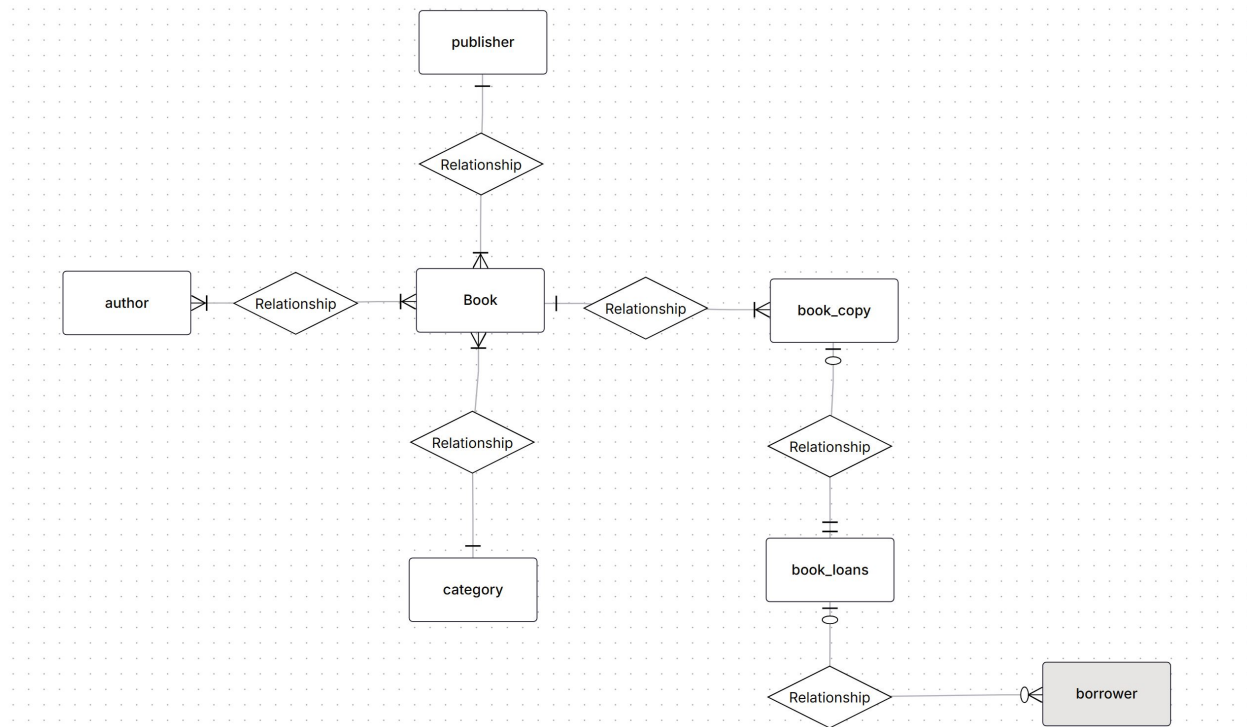 publisher
Relationship
author
Relationship
Book
Relationship
book_copy
Relationship
Relationship
category
book_loans
Relationship
borrower